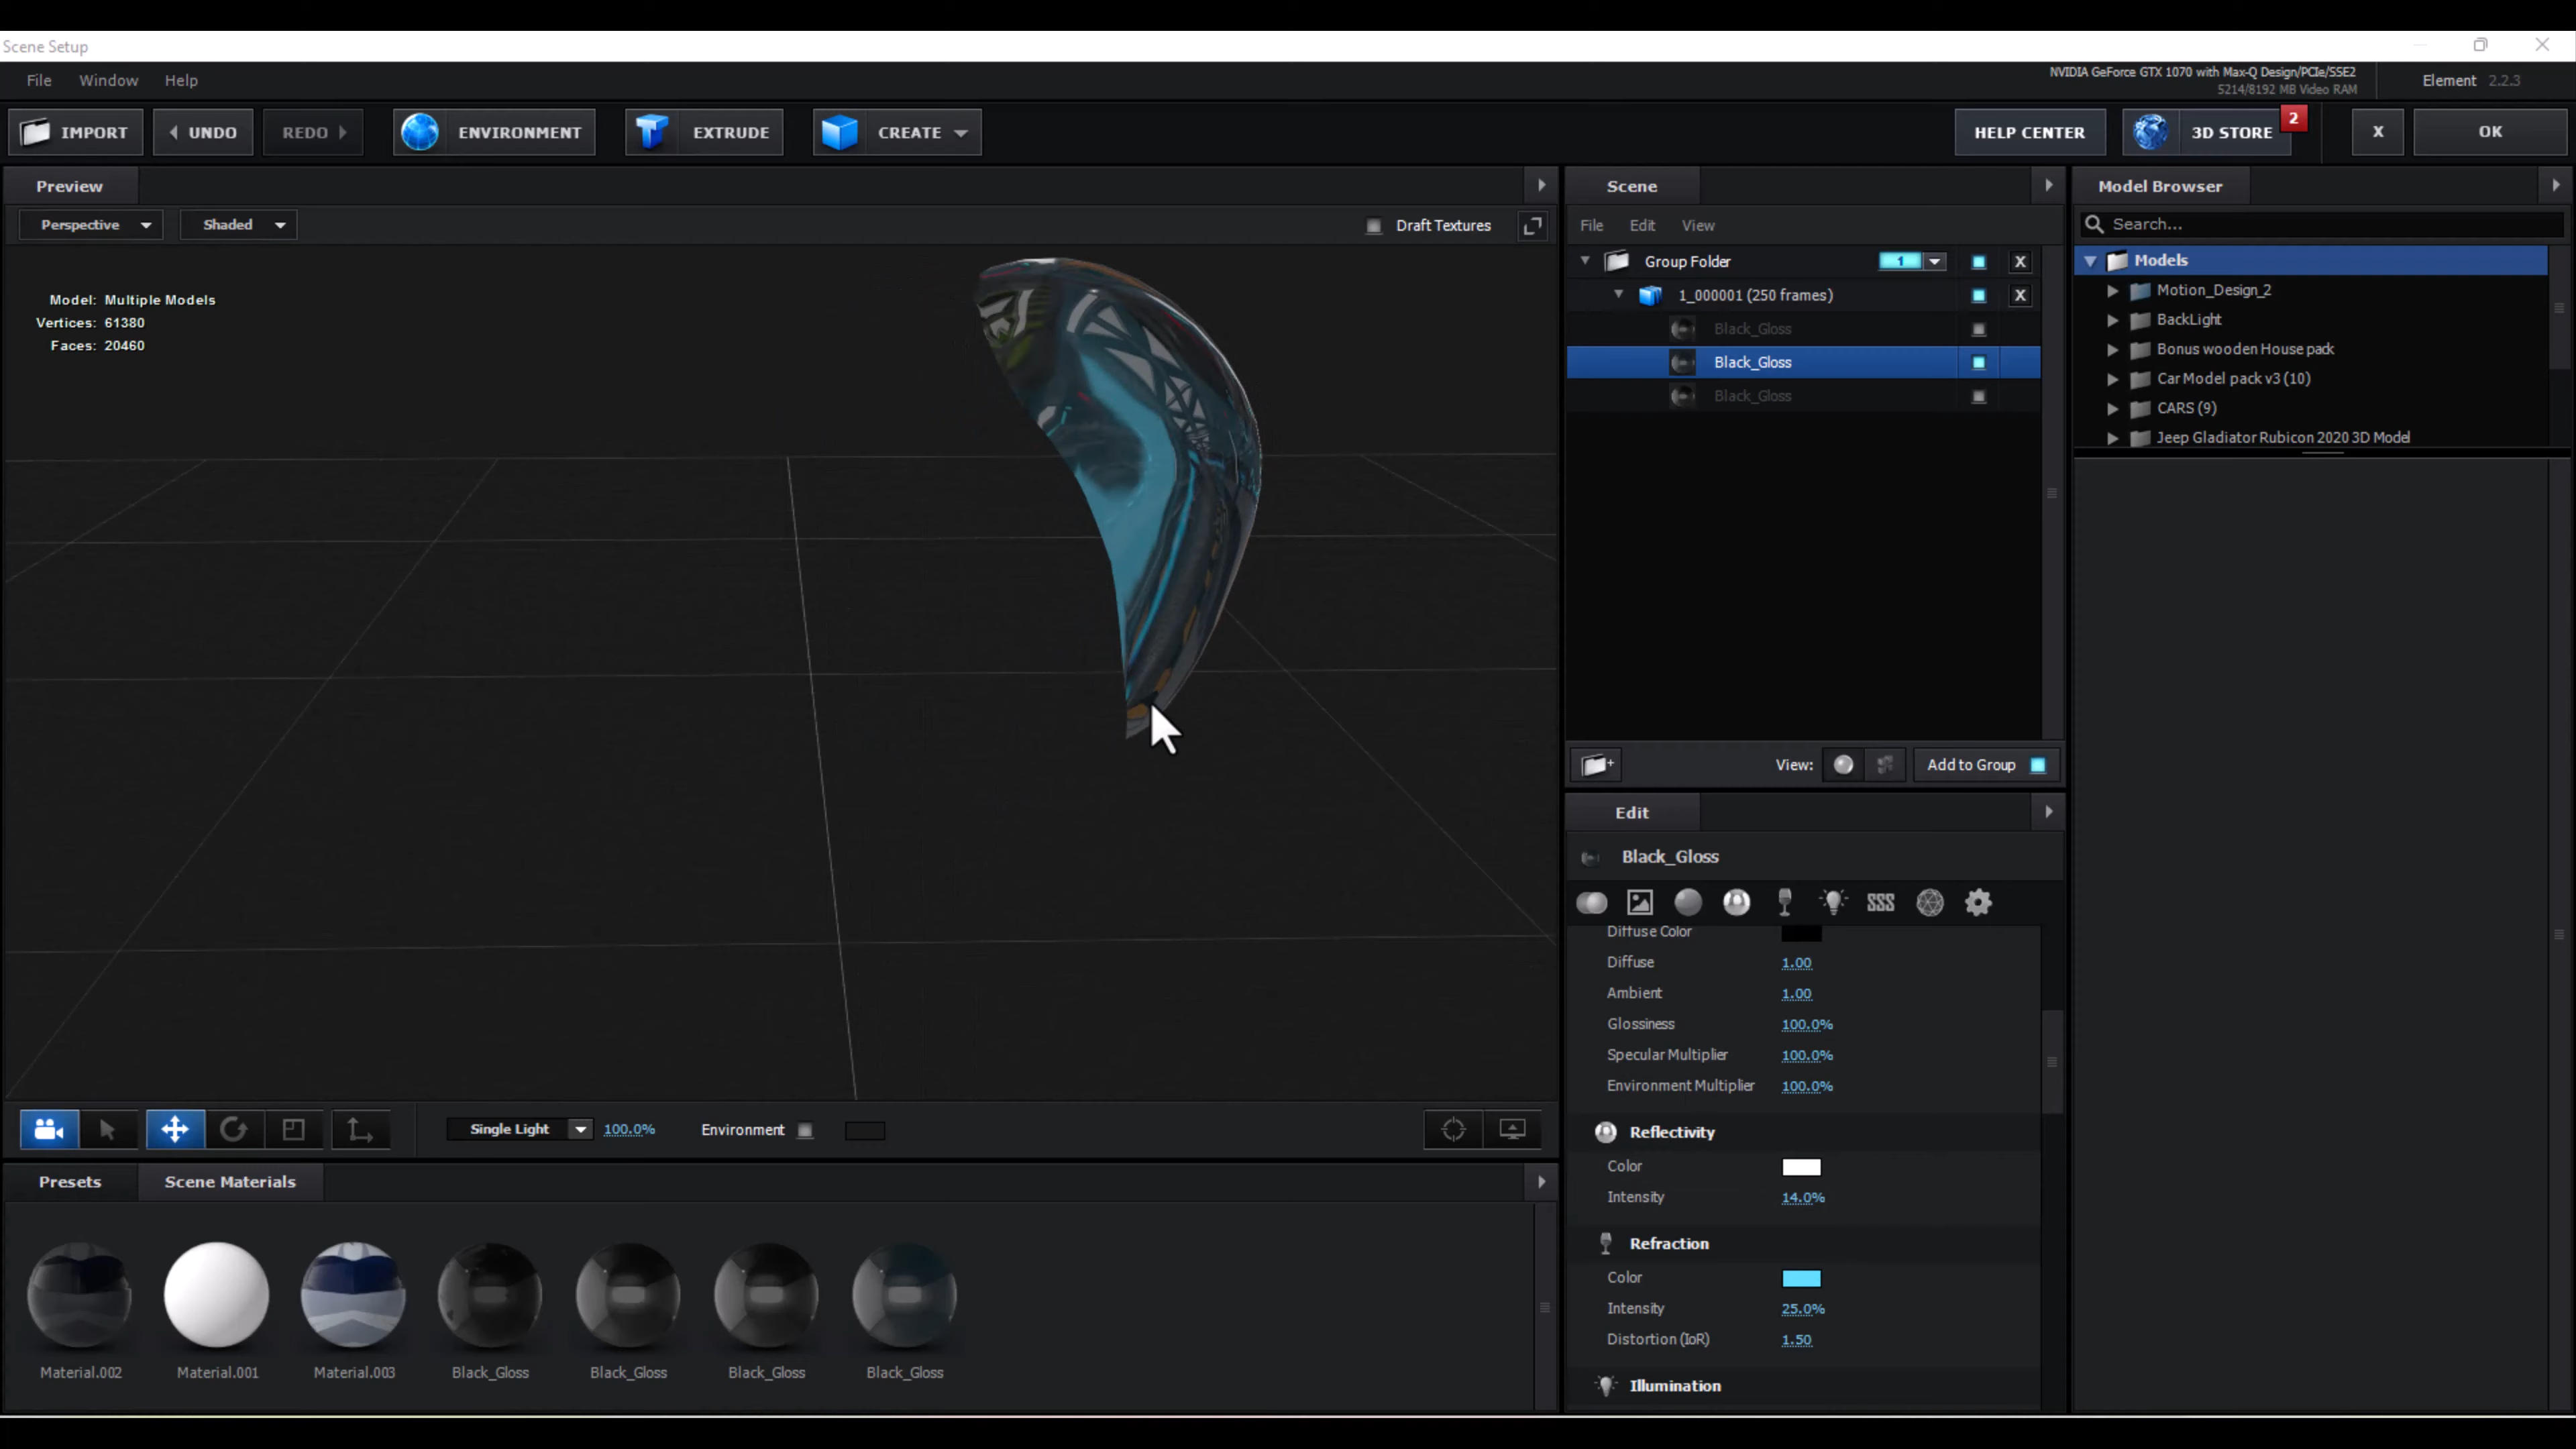 Scene Setup
File Window Help
NVIDIA GeForce GTX 1070 with Max-Q Design/PCIe/SSE2
5214/8192 MB Video RAM
Element 2.2.3
IMPORT UNDO REDO ENVIRONMENT EXTRUDE CREATE HELP CENTER 3D STORE 2 X OK
Preview
Perspective Shaded Draft Textures
Model: Multiple Models
Vertices: 61380
Faces: 20460
Scene
File Edit View
Group Folder 1 X
1_000001 (250 frames) X
Black_Gloss
Black_Gloss
Black_Gloss
View: Add to Group
Model Browser
Search...
Models
Motion_Design_2
BackLight
Bonus wooden House pack
Car Model pack v3 (10)
CARS (9)
Jeep Gladiator Rubicon 2020 3D Model
Edit
Black_Gloss
SSS
Diffuse Color
Diffuse 1.00
Ambient 1.00
Glossiness 100.0%
Specular Multiplier 100.0%
Environment Multiplier 100.0%
Reflectivity
Color
Intensity 14.0%
Refraction
Color
Intensity 25.0%
Distortion (IoR) 1.50
Illumination
Single Light 100.0% Environment
Presets Scene Materials
Material.002 Material.001 Material.003 Black_Gloss Black_Gloss Black_Gloss Black_Gloss